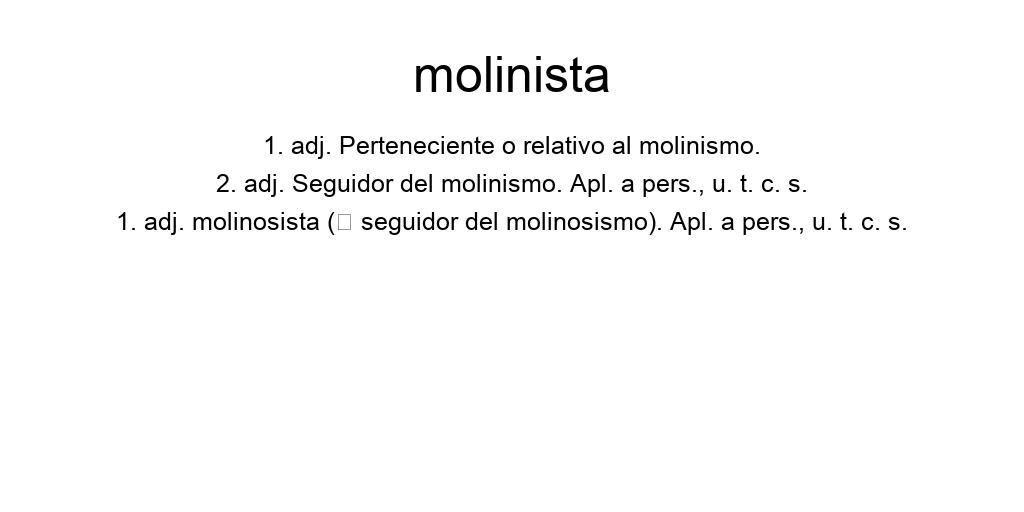 molinista
1. adj. Perteneciente o relativo al molinismo.
2. adj. Seguidor del molinismo. Apl. a pers., u. t. c. s.
1. adj. molinosista (□ seguidor del molinosismo). Apl. a pers., u. t. c. s.